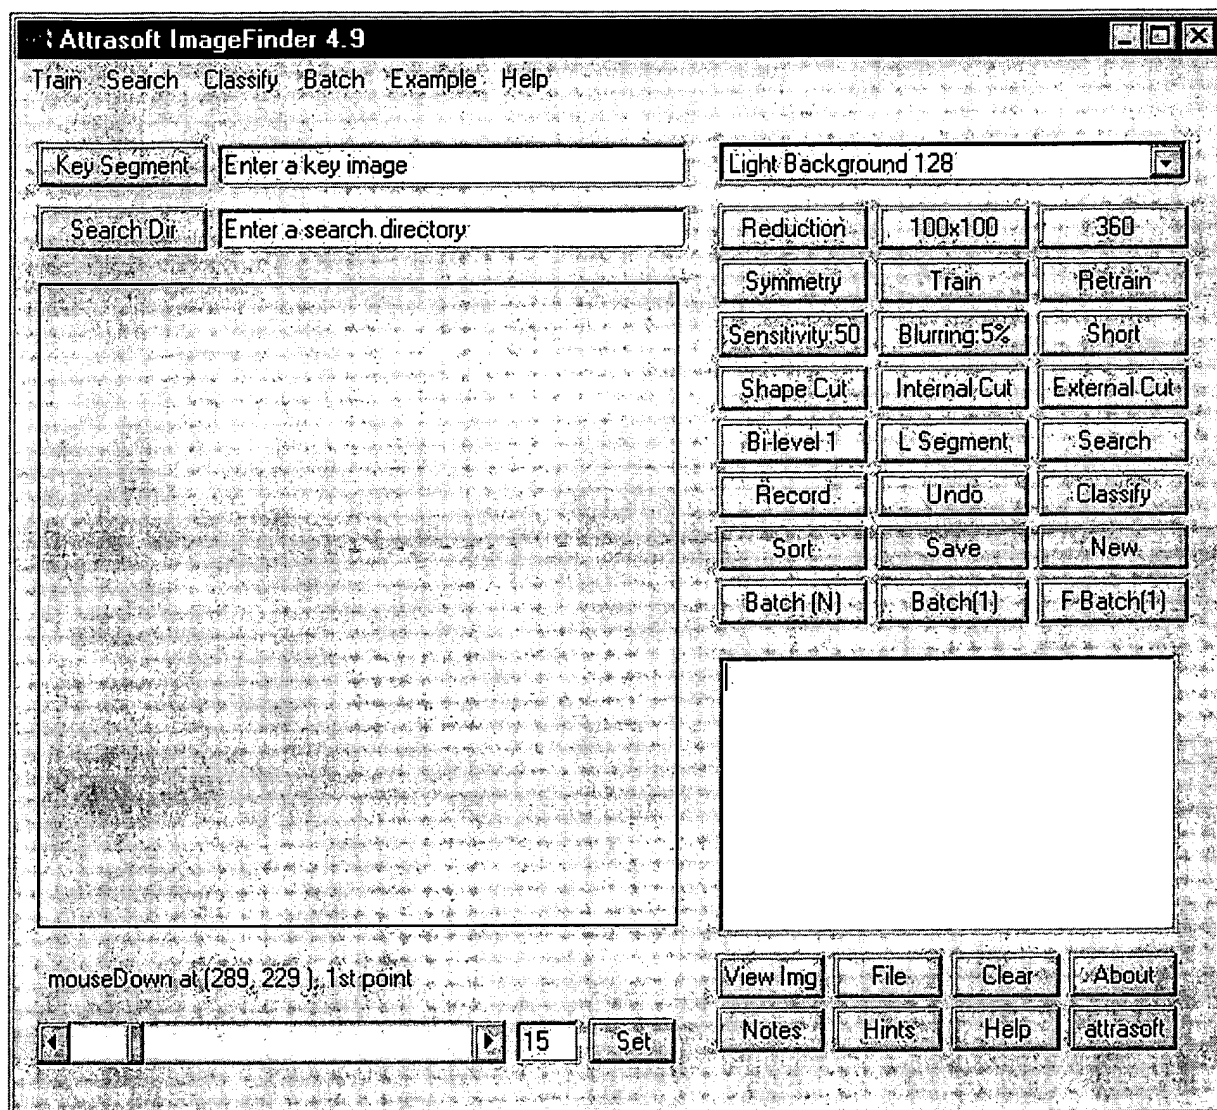 Attrasoft ImageFinder 4.9
Train Search Classify Batch Example Help
Key Segment Enter a key image Light Background 128
Search Dir Enter a search directory
Reduction 100x100 360
Symmetry Train Retrain
Sensitivity:50 Blurring:5% Short
Shape Cut Internal Cut External Cut
Bi-level 1 L Segment Search
Record Undo Classify
Sort Save New
Batch (N) Batch(1) F-Batch(1)
mouseDown at (289, 229 ), 1st point
View Img File Clear About
15 Set Notes Hints Help attrasoft